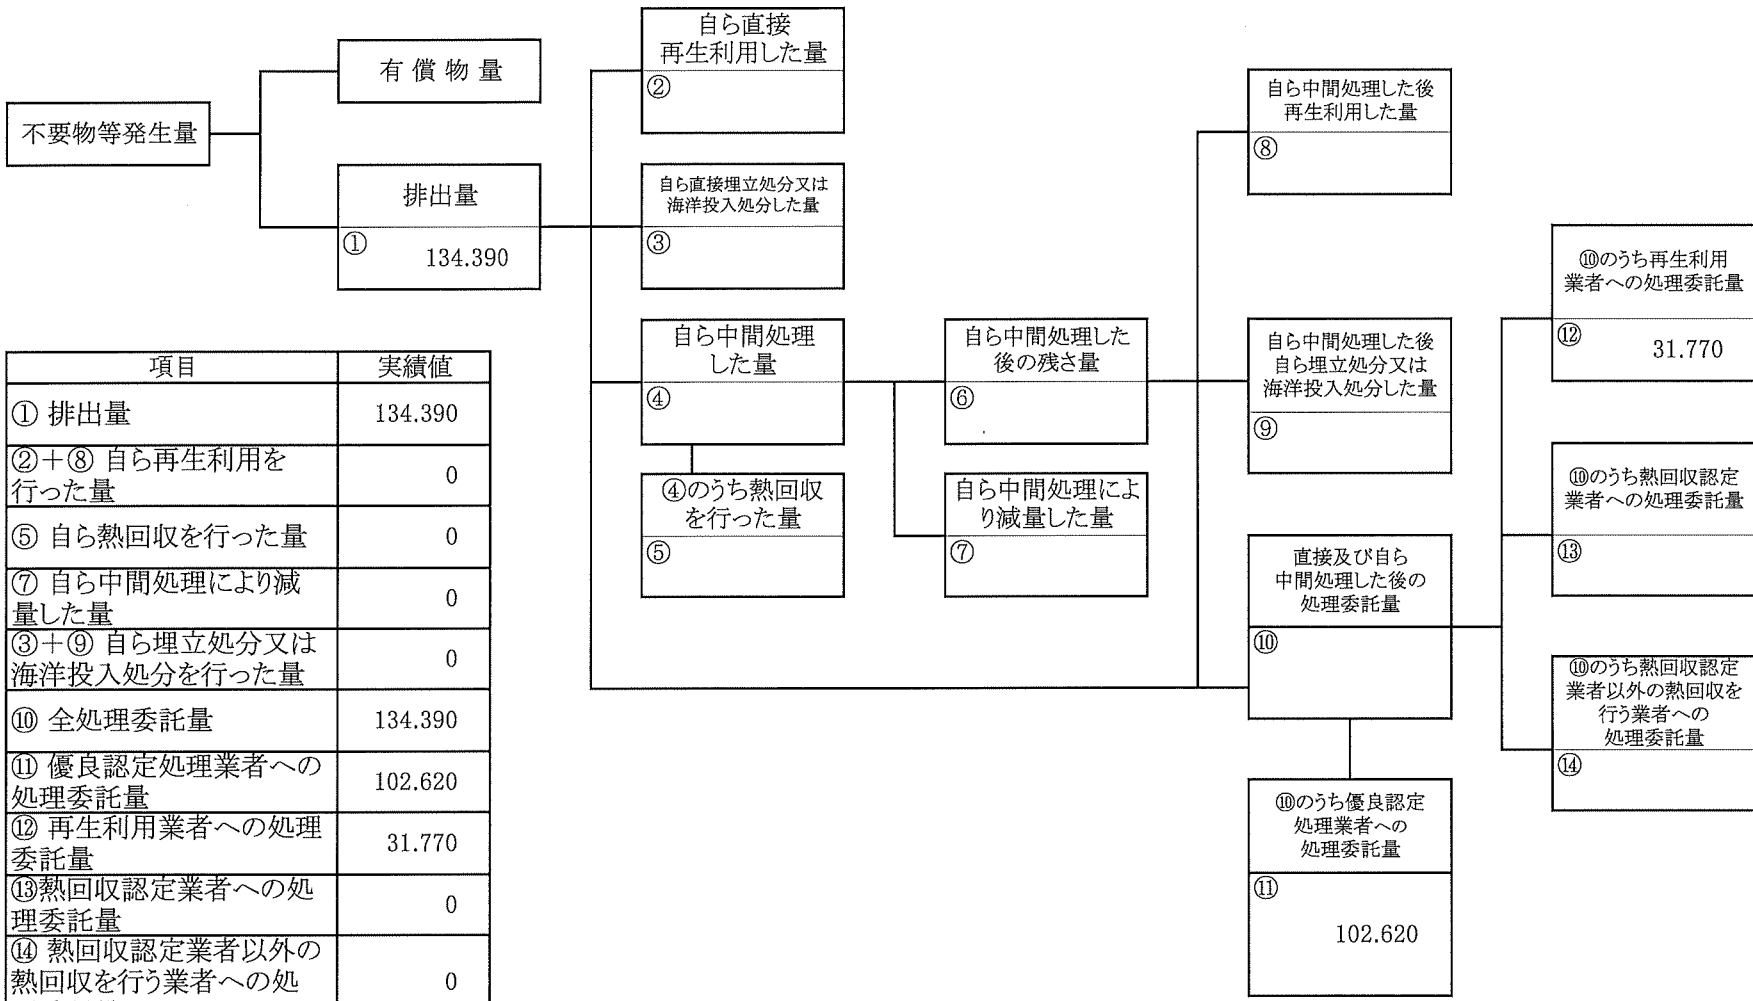 不要物等発生量
有償物量
排出量
①
134.390
自ら直接
再生利用した量
②
自ら直接埋立処分又は
海洋投入処分した量
③
自ら中間処理
した量
④
④のうち熱回収
を行った量
⑤
自ら中間処理した
後の残さ量
⑥
自ら中間処理によ
り減量した量
⑦
自ら中間処理した後
再生利用した量
⑧
自ら中間処理した後
自ら埋立処分又は
海洋投入処分した量
⑨
直接及び自ら
中間処理した後の
処理委託量
⑩
⑩のうち優良認定
処理業者への
処理委託量
⑪
102.620
⑩のうち再生利用
業者への処理委託量
⑫
31.770
⑩のうち熱回収認定
業者への処理委託量
⑬
⑩のうち熱回収認定
業者以外の熱回収を
行う業者への
処理委託量
⑭
項目 実績値
① 排出量 134.390
②+⑧ 自ら再生利用を
行った量 0
⑤ 自ら熱回収を行った量 0
⑦ 自ら中間処理により減
量した量 0
③+⑨ 自ら埋立処分又は
海洋投入処分を行った量 0
⑩ 全処理委託量 134.390
⑪ 優良認定処理業者への
処理委託量 102.620
⑫ 再生利用業者への処理
委託量 31.770
⑬熱回収認定業者への処
理委託量 0
⑭ 熱回収認定業者以外の
熱回収を行う業者への処 0